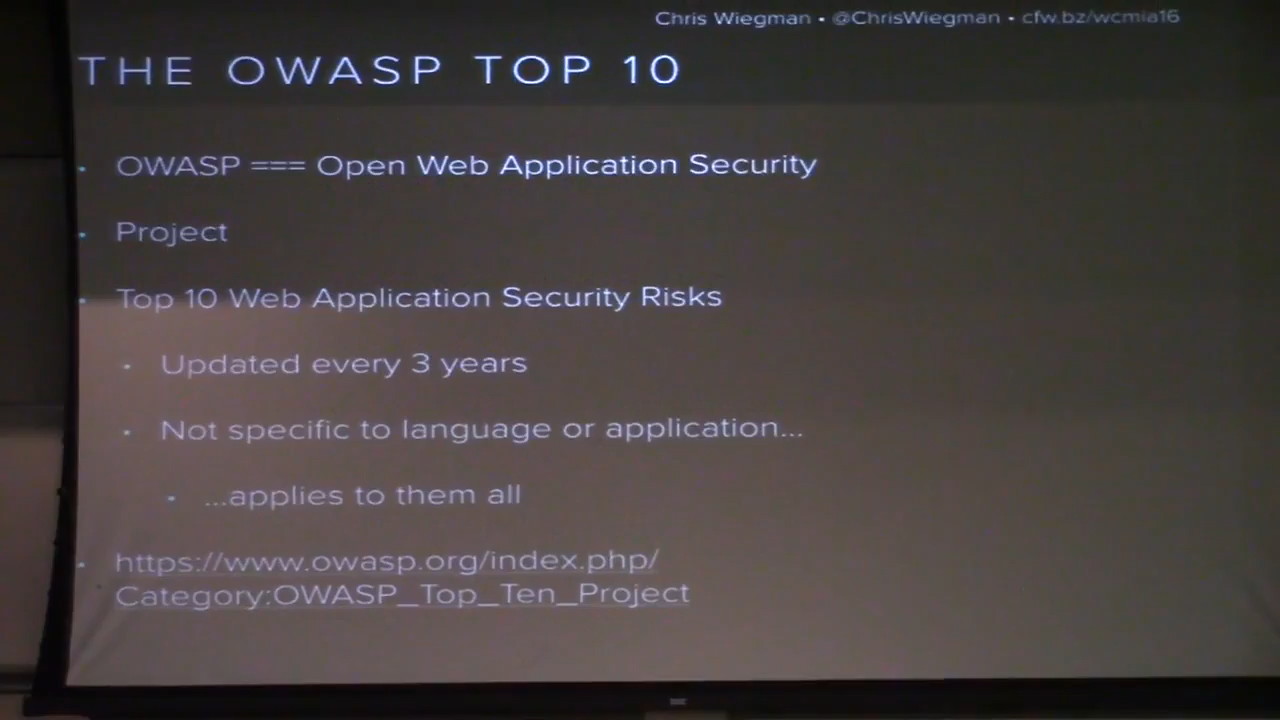 Chris Wiegman • @ChrisWiegman • cfw.bz/wcmia16
THE OWASP TOP 10
• OWASP === Open Web Application Security
• Project
• Top 10 Web Application Security Risks
• Updated every 3 years
• Not specific to language or application...
• ...applies to them all
• https://www.owasp.org/index.php/
Category:OWASP_Top_Ten_Project